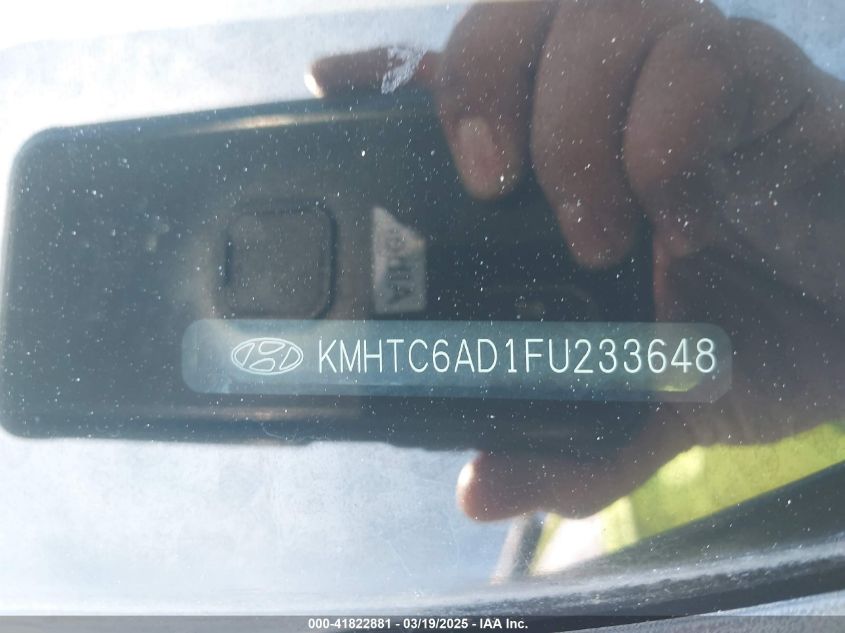 KMHTC6AD1FU233648
000-41822881 - 03/19/2025 - IAA Inc.